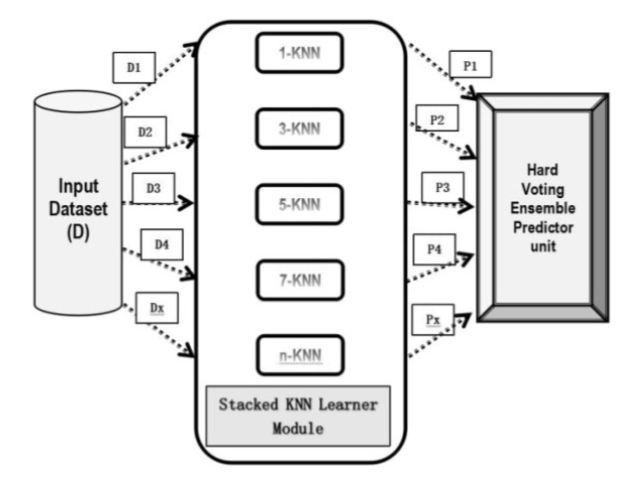 D1
D2
D3
D4
Dx
Input
Dataset
(D)
1-KNN
3-KNN
5-KNN
7-KNN
n-KNN
Stacked KNN Learner
Module
P1
P2
P3
P4
Px
Hard
Voting
Ensemble
Predictor
unit